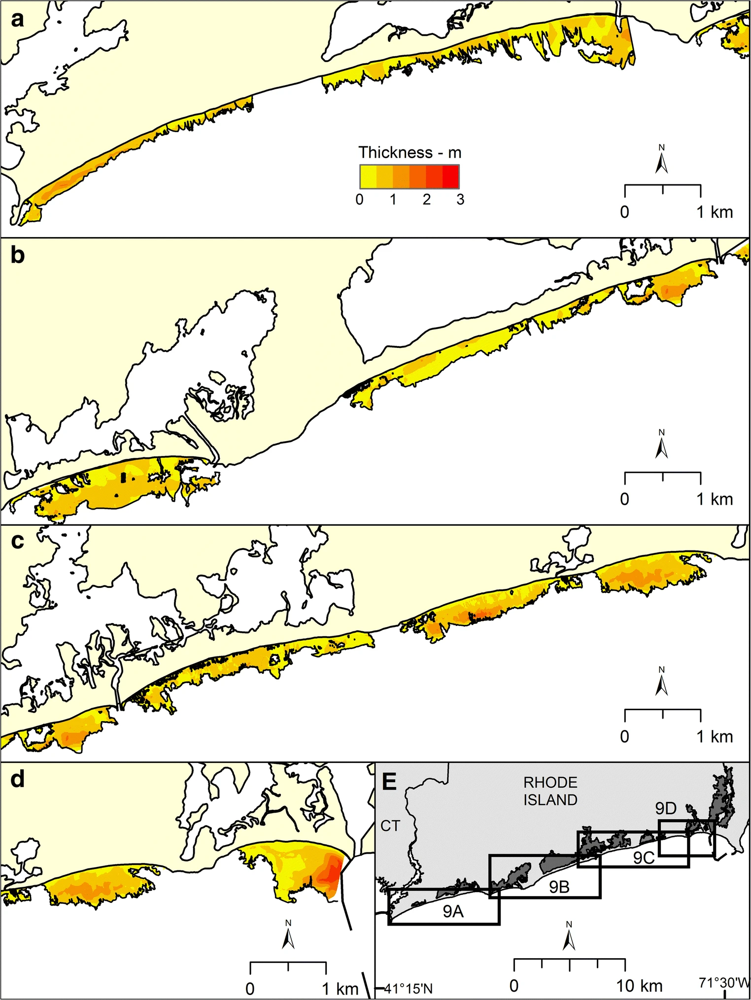 a
Thickness - m
0 1 2 3
N
0 1 km
b
N
0 1 km
c
N
0 1 km
d
N
0 1 km
E
RHODE
ISLAND
CT
9D
9C
9B
9A
N
0 10 km
41°15'N
71°30'W